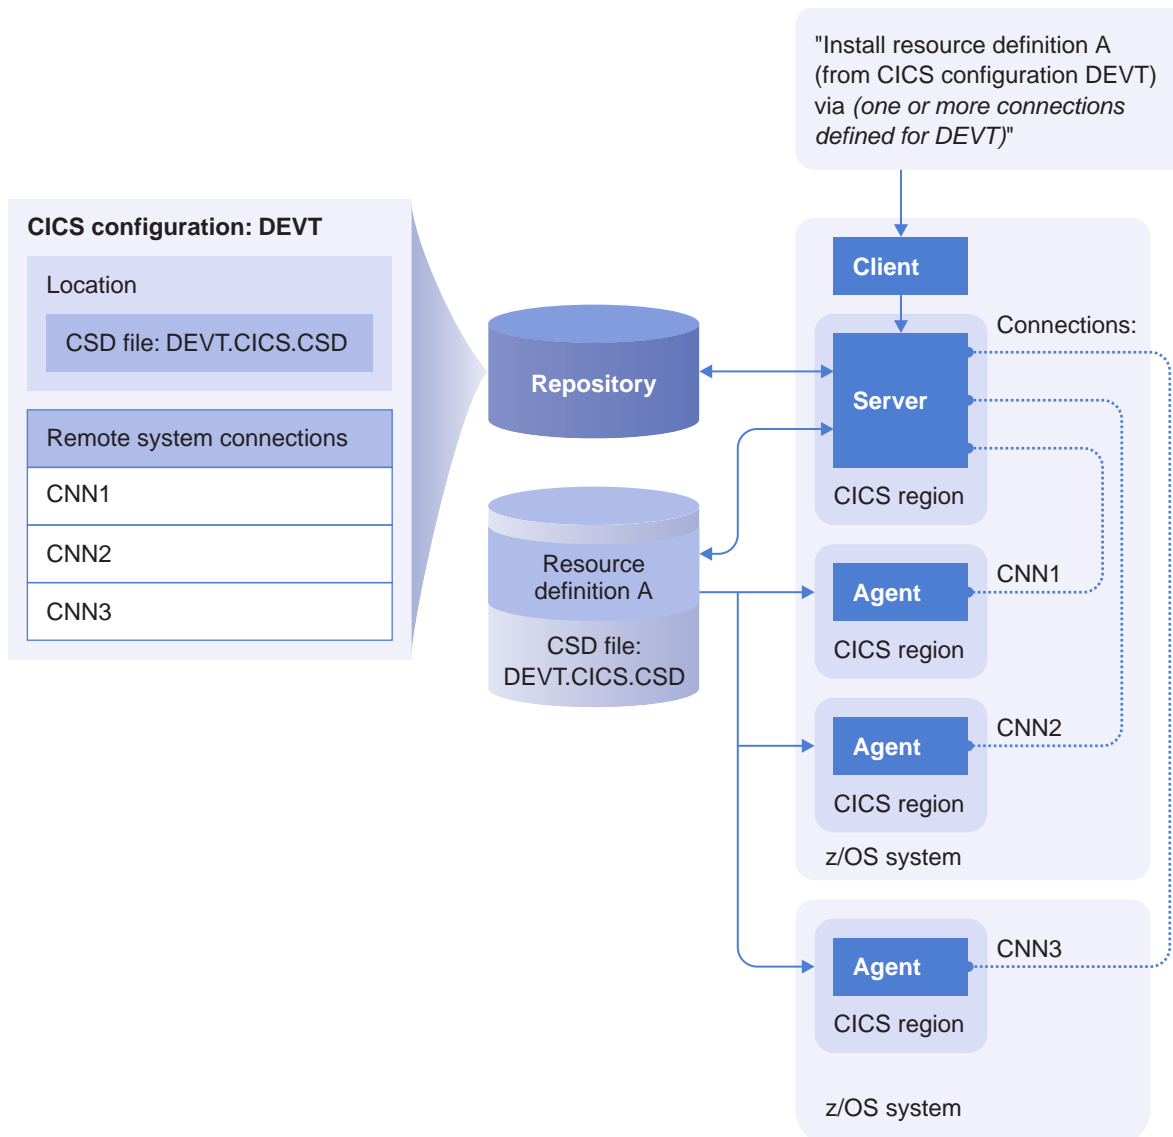 "Install resource definition A
(from CICS configuration DEVT)
via (one or more connections
defined for DEVT)"
CICS configuration: DEVT
Location
CSD file: DEVT.CICS.CSD
Remote system connections
CNN1
CNN2
CNN3
Repository
Resource
definition A
CSD file:
DEVT.CICS.CSD
Client
Connections:
Server
CICS region
CNN1
Agent
CICS region
CNN2
Agent
CICS region
z/OS system
CNN3
Agent
CICS region
z/OS system